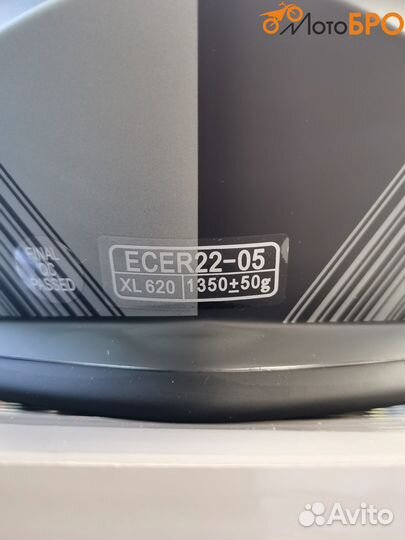 МотоБРО
ECER22-05
XL 620 1350±50g
FINAL
QC
PASSED
Avito